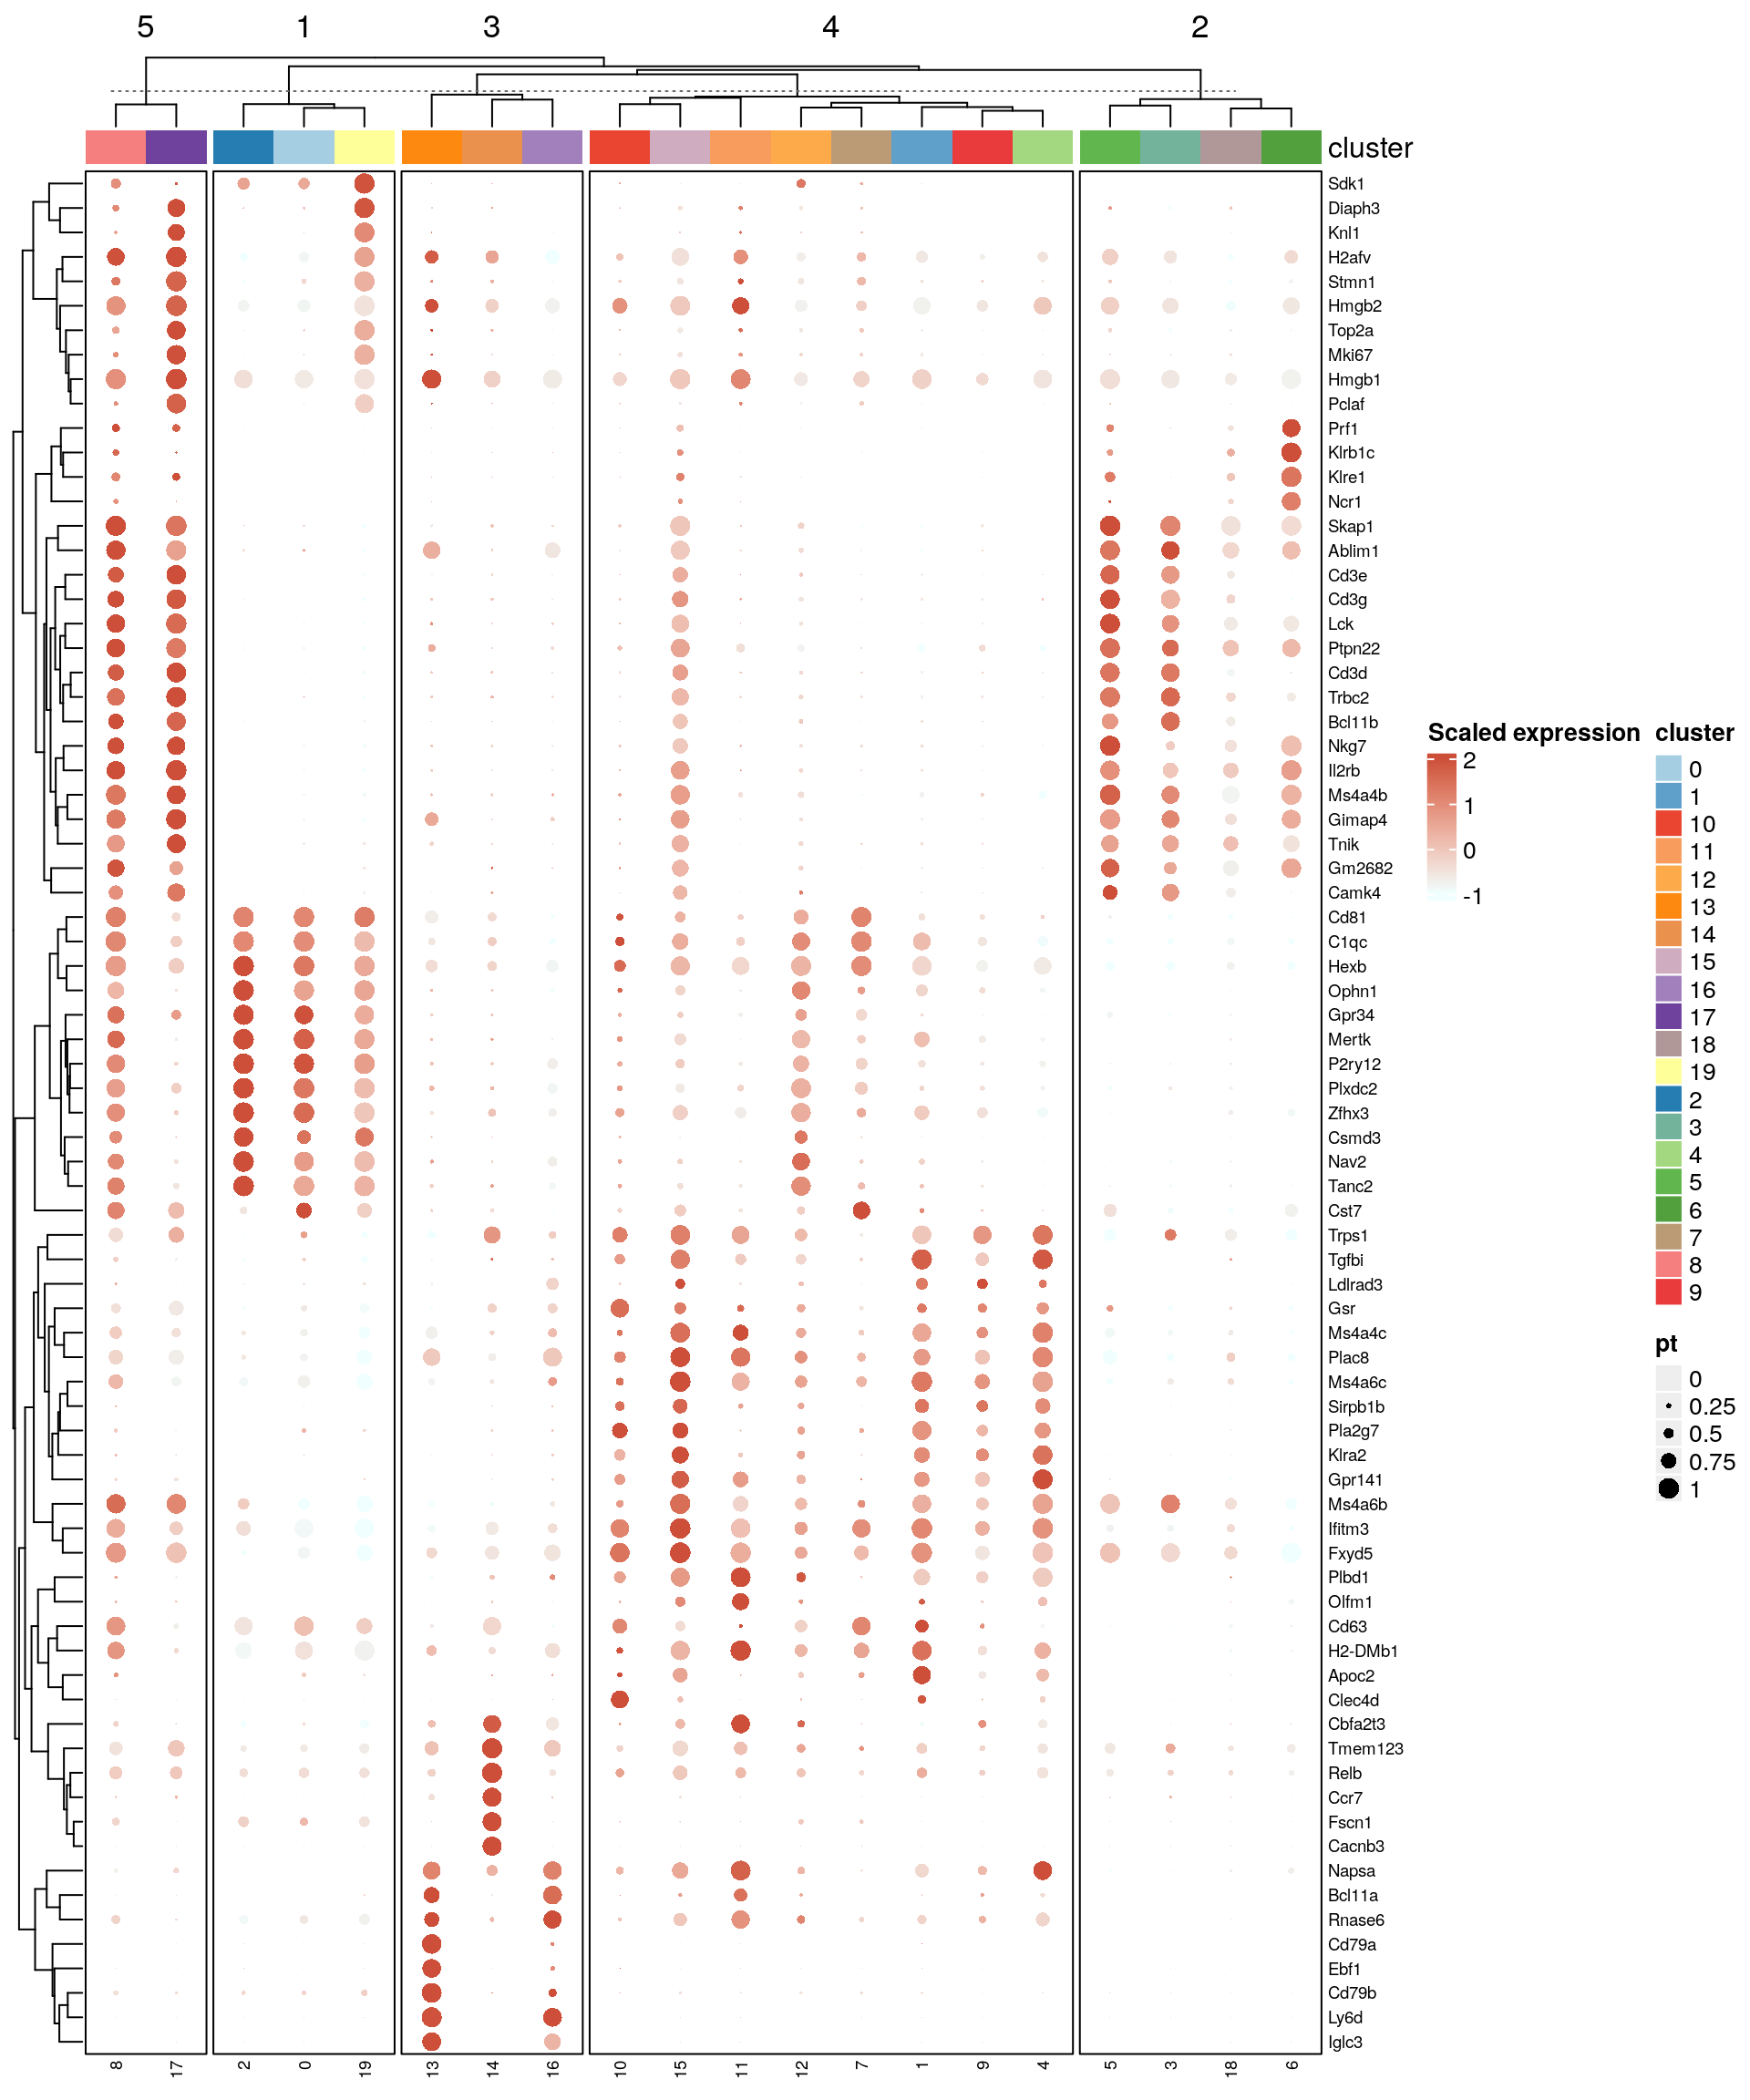 5 1 3 4 2
cluster
Sdk1
Diaph3
Knl1
H2afv
Stmn1
Hmgb2
Top2a
Mki67
Hmgb1
Pclaf
Prf1
Klrb1c
Klre1
Ncr1
Skap1
Ablim1
Cd3e
Cd3g
Lck
Ptpn22
Cd3d
Trbc2
Bcl11b
Nkg7
Il2rb
Ms4a4b
Gimap4
Tnik
Gm2682
Camk4
Cd81
C1qc
Hexb
Ophn1
Gpr34
Mertk
P2ry12
Plxdc2
Zfhx3
Csmd3
Nav2
Tanc2
Cst7
Trps1
Tgfbi
Ldlrad3
Gsr
Ms4a4c
Plac8
Ms4a6c
Sirpb1b
Pla2g7
Klra2
Gpr141
Ms4a6b
Ifitm3
Fxyd5
Plbd1
Olfm1
Cd63
H2-DMb1
Apoc2
Clec4d
Cbfa2t3
Tmem123
Relb
Ccr7
Fscn1
Cacnb3
Napsa
Bcl11a
Rnase6
Cd79a
Ebf1
Cd79b
Ly6d
Iglc3
8 17 2 0 19 13 14 16 10 15 11 12 7 1 9 4 5 3 18 6
Scaled expression
2
1
0
-1
cluster
0
1
10
11
12
13
14
15
16
17
18
19
2
3
4
5
6
7
8
9
pt
0
0.25
0.5
0.75
1